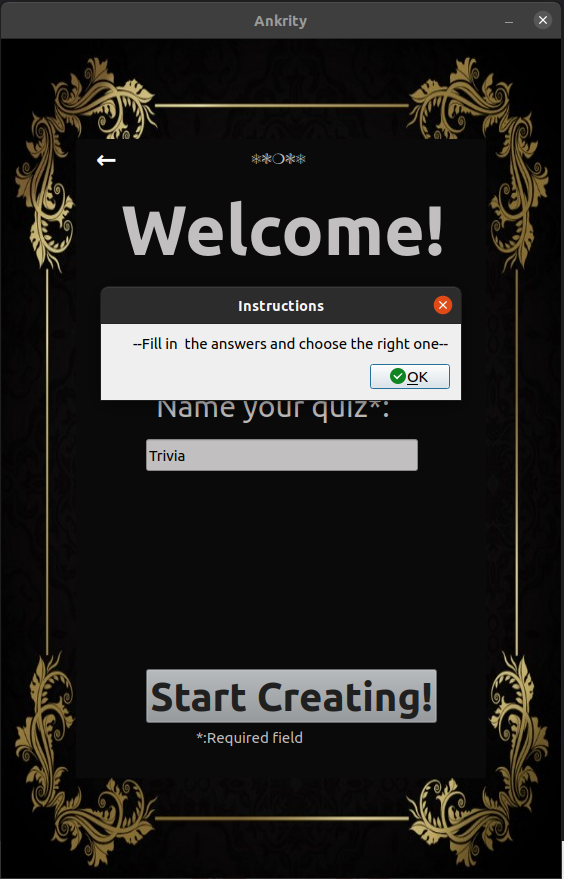 Ankrity
Welcome!
Instructions
--Fill in  the answers and choose the right one--
OK
Name your quiz*:
Trivia
Start Creating!
*:Required field